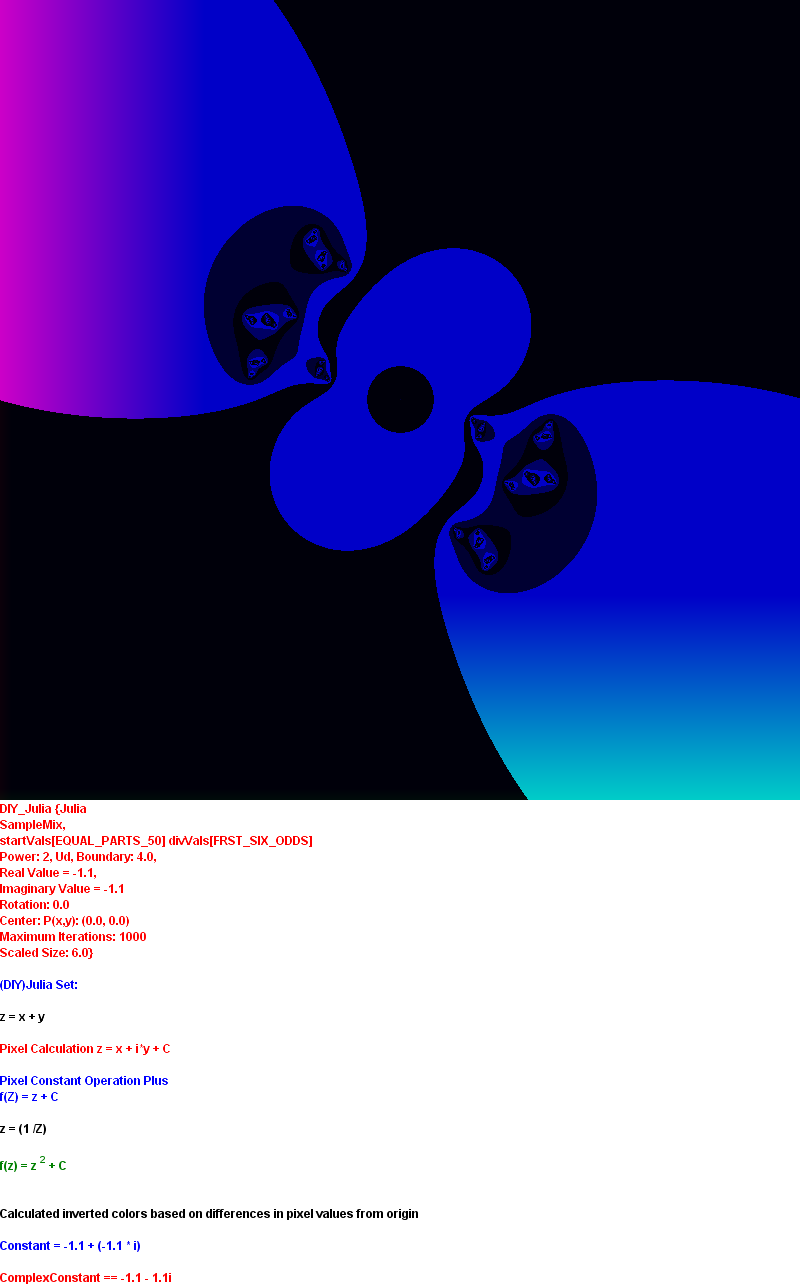 DIY_Julia {Julia
SampleMix,
startVals[EQUAL_PARTS_50] divVals[FRST_SIX_ODDS]
Power: 2, Ud, Boundary: 4.0,
Real Value = -1.1,
Imaginary Value = -1.1
Rotation: 0.0
Center: P(x,y): (0.0, 0.0)
Maximum Iterations: 1000
Scaled Size: 6.0}
(DIY)Julia Set:
z = x + y
Pixel Calculation z = x + i*y + C
Pixel Constant Operation Plus
f(Z) = z + C
z = (1 /Z)
f(z) = z 2 + C
Calculated inverted colors based on differences in pixel values from origin
Constant = -1.1 + (-1.1 * i)
ComplexConstant == -1.1 - 1.1i